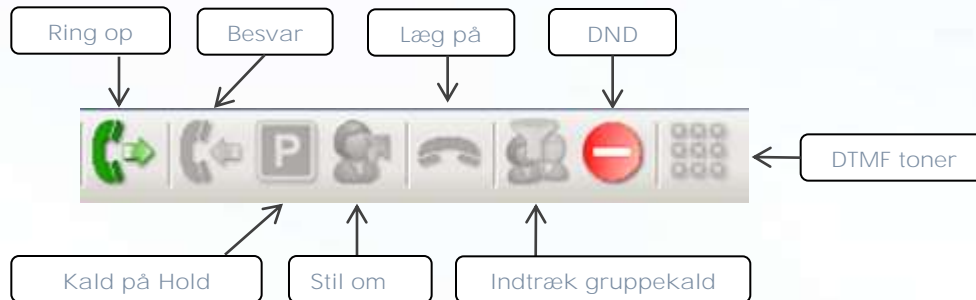 Ring op
Besvar
Læg på
DND
P
DTMF toner
Kald på Hold
Stil om
Indtræk gruppekald